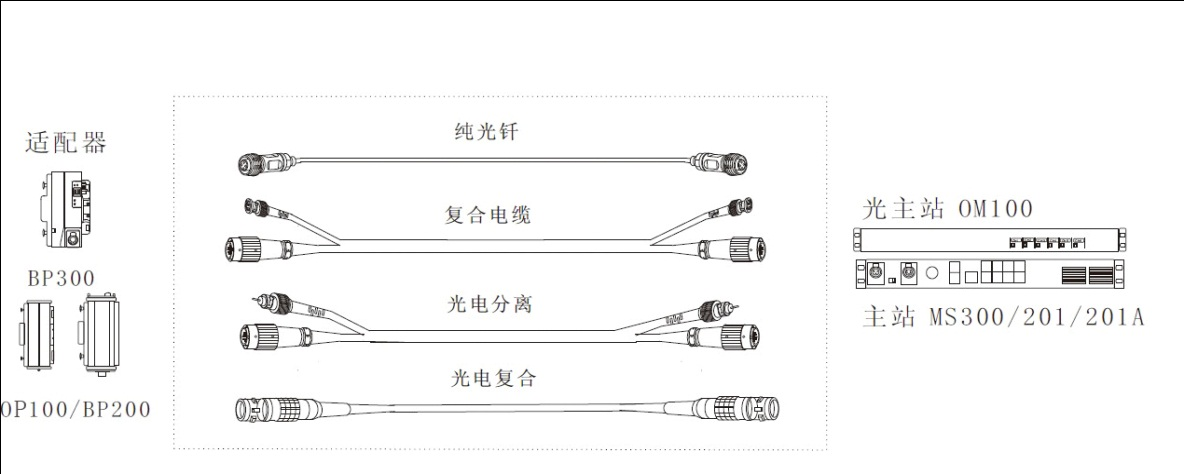 适配器
BP300
OP100/BP200
纯光钎
复合电缆
光电分离
光电复合
光主站 OM100
主站 MS300/201/201A